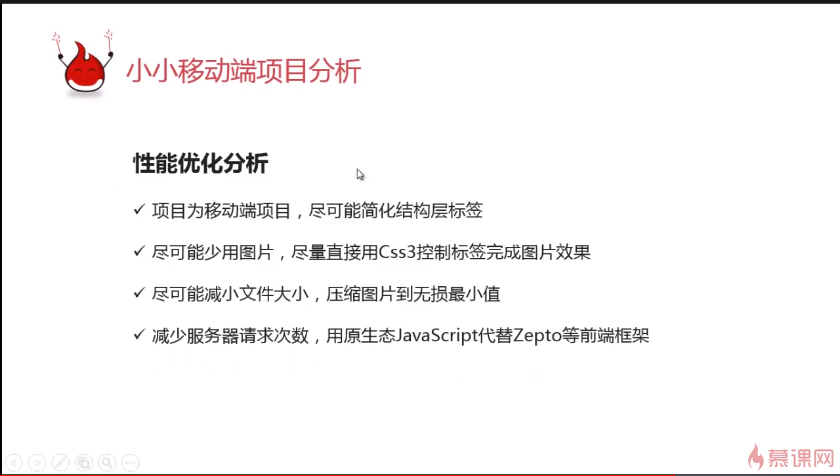 小小移动端项目分析
性能优化分析
✓ 项目为移动端项目，尽可能简化结构层标签
✓ 尽可能少用图片，尽量直接用Css3控制标签完成图片效果
✓ 尽可能减小文件大小，压缩图片到无损最小值
✓ 减少服务器请求次数，用原生态JavaScript代替Zepto等前端框架
慕课网